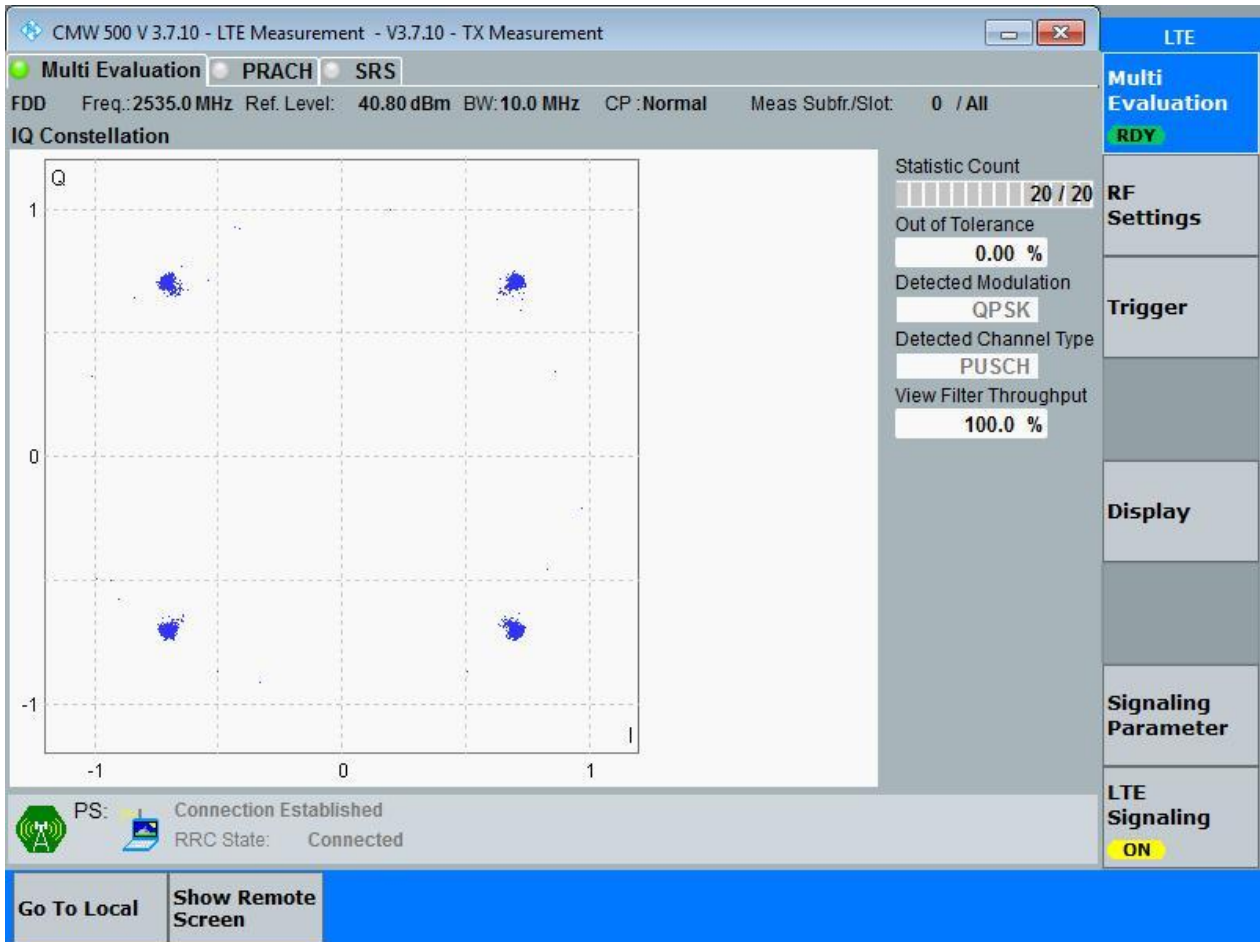 CMW 500 V 3.7.10 - LTE Measurement - V3.7.10 - TX Measurement
LTE
Multi Evaluation PRACH SRS
FDD Freq.: 2535.0 MHz Ref. Level: 40.80 dBm BW: 10.0 MHz CP : Normal Meas Subfr./Slot: 0 / All
IQ Constellation
Q
1
0
-1
-1 0 1
I
Statistic Count
20 / 20
Out of Tolerance
0.00 %
Detected Modulation
QPSK
Detected Channel Type
PUSCH
View Filter Throughput
100.0 %
Multi
Evaluation
RDY
RF
Settings
Trigger
Display
Signaling
Parameter
LTE
Signaling
ON
PS:
Connection Established
RRC State: Connected
Go To Local
Show Remote
Screen